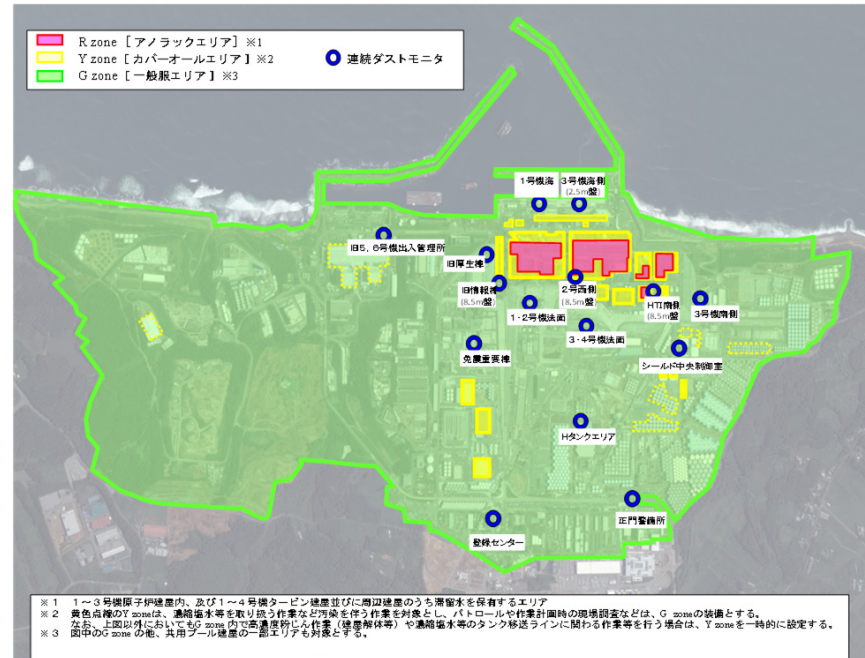 R zone [アノラックエリア] ※1
Y zone [カバーオールエリア] ※2
G zone [一般服エリア] ※3
連続ダストモニタ
1号機海
3号機海側
(2.5m盤)
旧5,6号機出入管理所
旧厚生棟
旧情報棟
(8.5m盤)
2号西側
(8.5m盤)
HTI南側
(8.5m盤)
3号機南側
1・2号機法面
3・4号機法面
免震重要棟
シールド中央制御室
Hタンクエリア
正門警備所
登録センター
※1 1~3号機原子炉建屋内、及び1~4号機タービン建屋並びに周辺建屋のうち滞留水を保有するエリア
※2 黄色点線のY zoneは、濃縮塩水等を取り扱う作業など汚染を伴う作業を対象とし、パトロールや作業計画時の現場調査などは、G zoneの装備とする。
なお、上図以外においてもG zone内で高濃度粉じん作業(建屋解体等)や濃縮塩水等のタンク移送ラインに関わる作業等を行う場合は、Y zoneを一時的に設定する。
※3 図中のG zoneの他、共用プール建屋の一部エリアも対象とする。